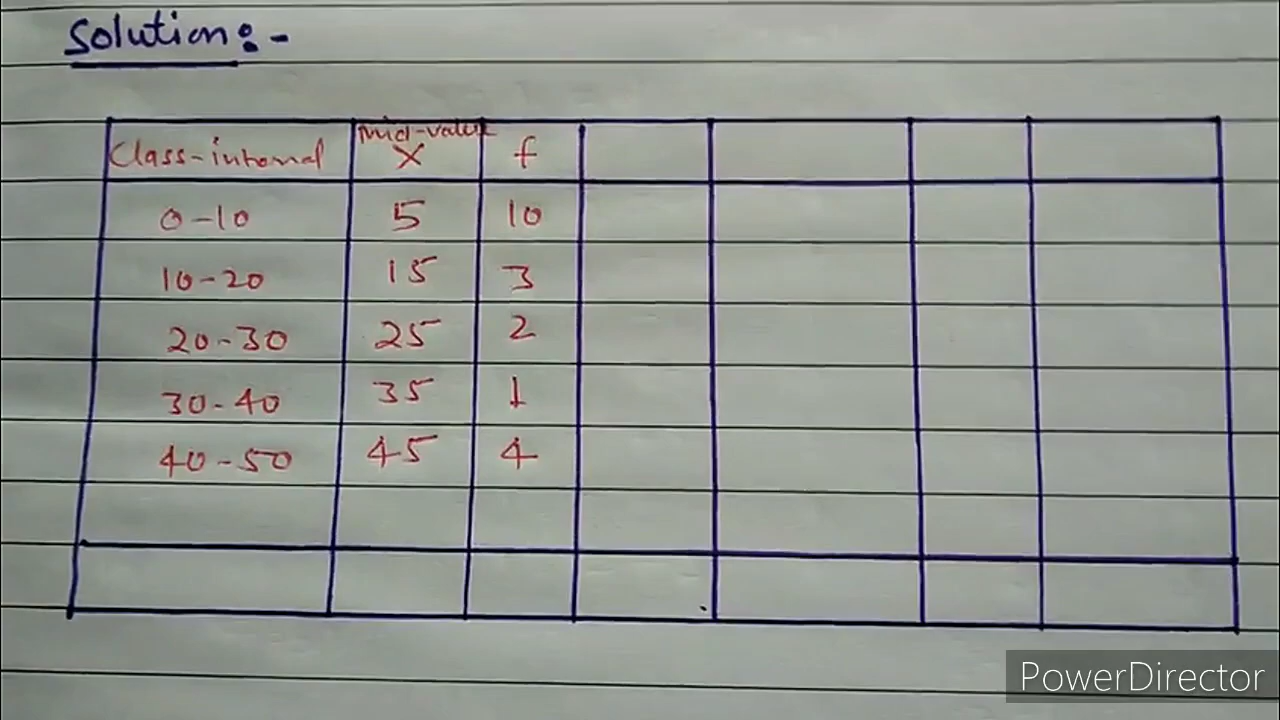 Solution:-
Class-interval Mid-value X f
0-10 5 10
10-20 15 3
20-30 25 2
30-40 35 1
40-50 45 4
PowerDirector